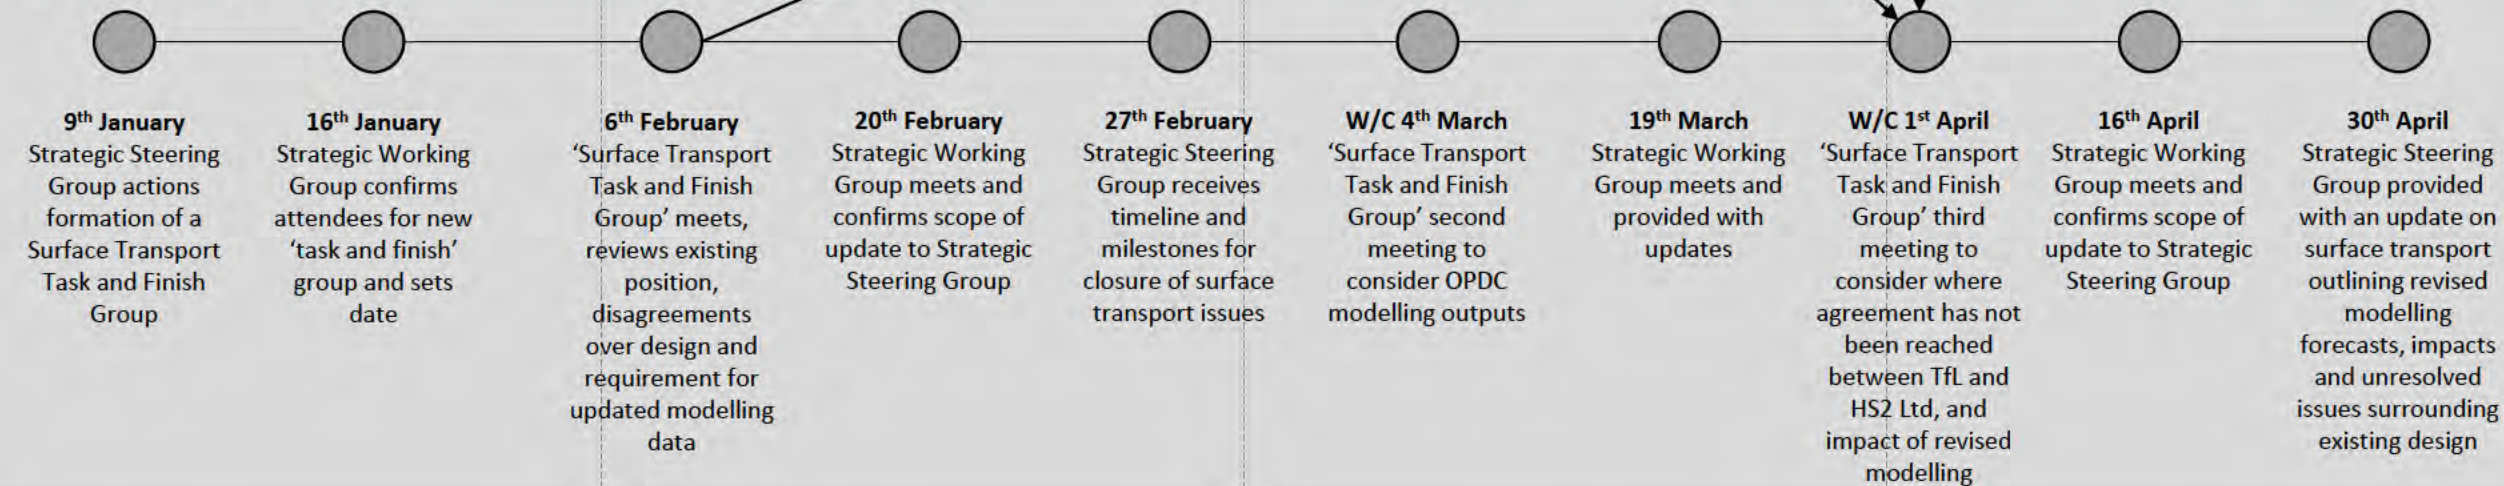 9th January
Strategic Steering
Group actions
formation of a
Surface Transport
Task and Finish
Group
16th January
Strategic Working
Group confirms
attendees for new
‘task and finish’
group and sets
date
6th February
‘Surface Transport
Task and Finish
Group’ meets,
reviews existing
position,
disagreements
over design and
requirement for
updated modelling
data
20th February
Strategic Working
Group meets and
confirms scope of
update to Strategic
Steering Group
27th February
Strategic Steering
Group receives
timeline and
milestones for
closure of surface
transport issues
W/C 4th March
‘Surface Transport
Task and Finish
Group’ second
meeting to
consider OPDC
modelling outputs
19th March
Strategic Working
Group meets and
provided with
updates
W/C 1st April
‘Surface Transport
Task and Finish
Group’ third
meeting to
consider where
agreement has not
been reached
between TfL and
HS2 Ltd, and
impact of revised
modelling
16th April
Strategic Working
Group meets and
confirms scope of
update to Strategic
Steering Group
30th April
Strategic Steering
Group provided
with an update on
surface transport
outlining revised
modelling
forecasts, impacts
and unresolved
issues surrounding
existing design